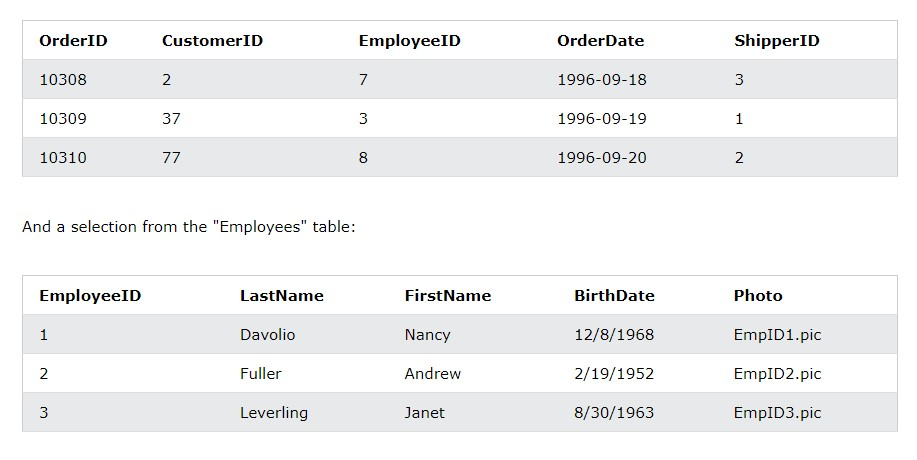 OrderID CustomerID EmployeeID OrderDate ShipperID
10308 2 7 1996-09-18 3
10309 37 3 1996-09-19 1
10310 77 8 1996-09-20 2
And a selection from the "Employees" table:
EmployeeID LastName FirstName BirthDate Photo
1 Davolio Nancy 12/8/1968 EmpID1.pic
2 Fuller Andrew 2/19/1952 EmpID2.pic
3 Leverling Janet 8/30/1963 EmpID3.pic